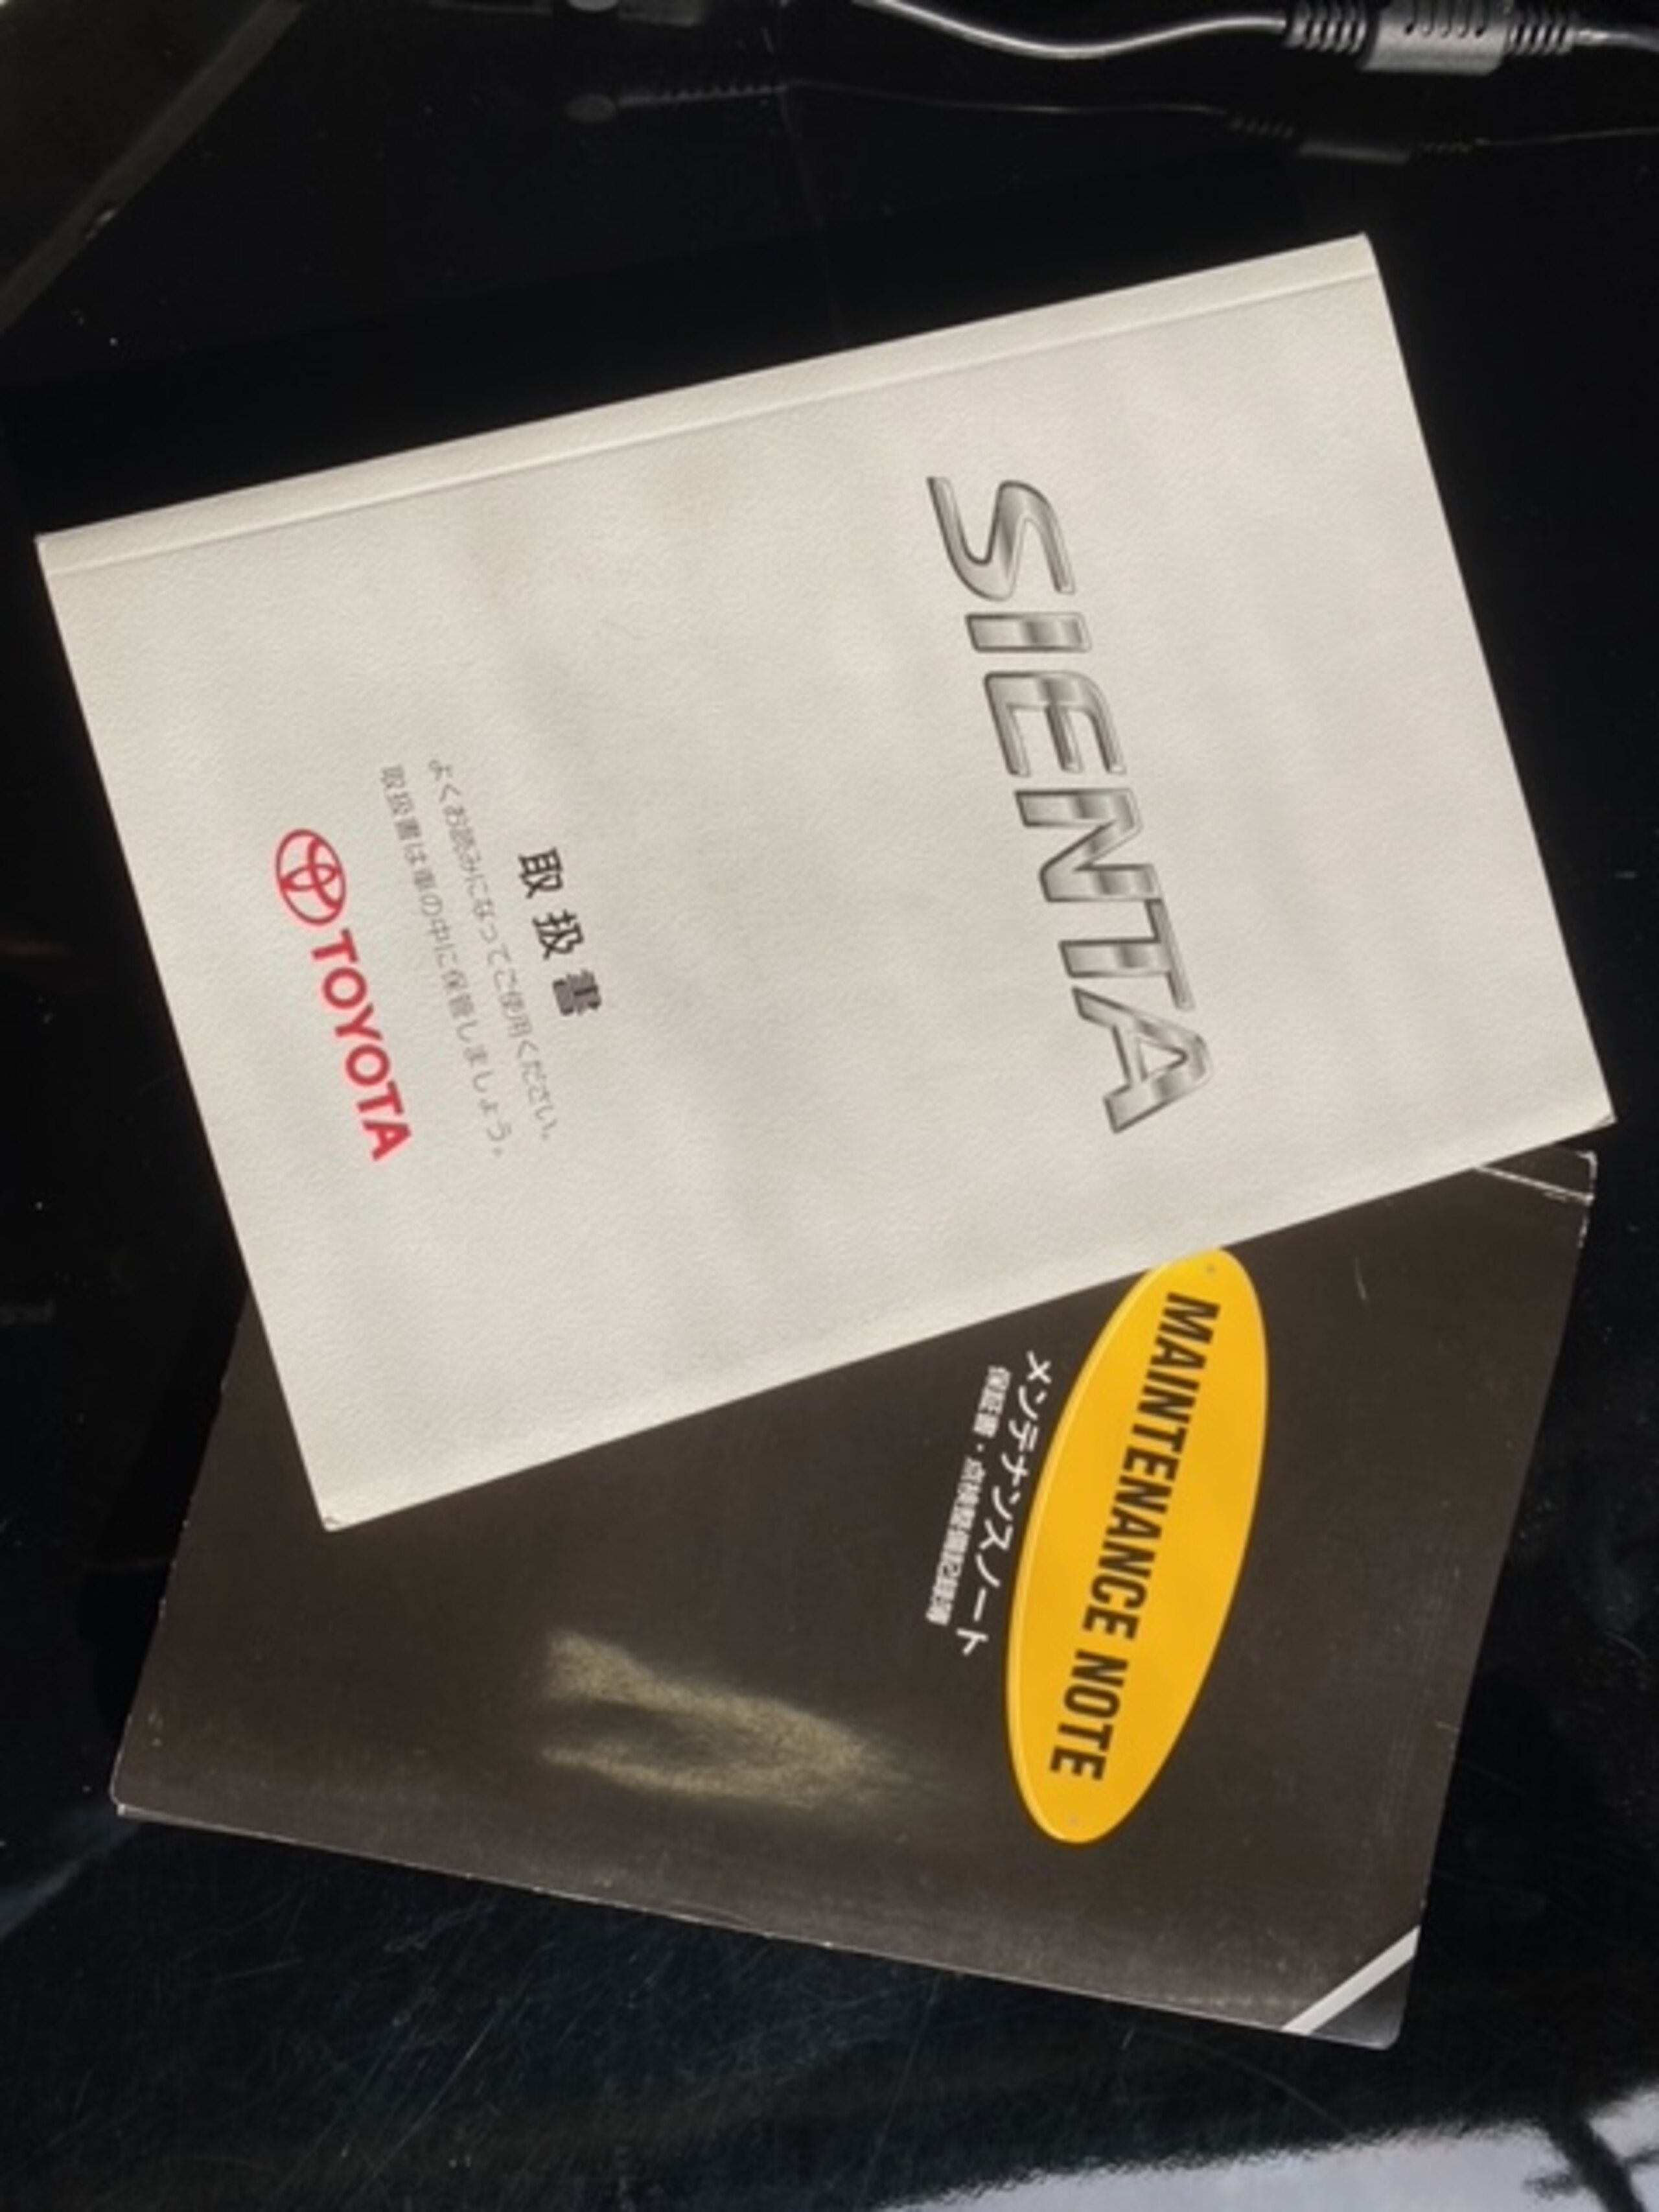 SIENTA
取扱書
よくお読みになってご使用ください。
取扱書は車の中に保管しましょう。
TOYOTA
MAINTENANCE NOTE
メンテナンスノート
保証書・点検整備記録簿